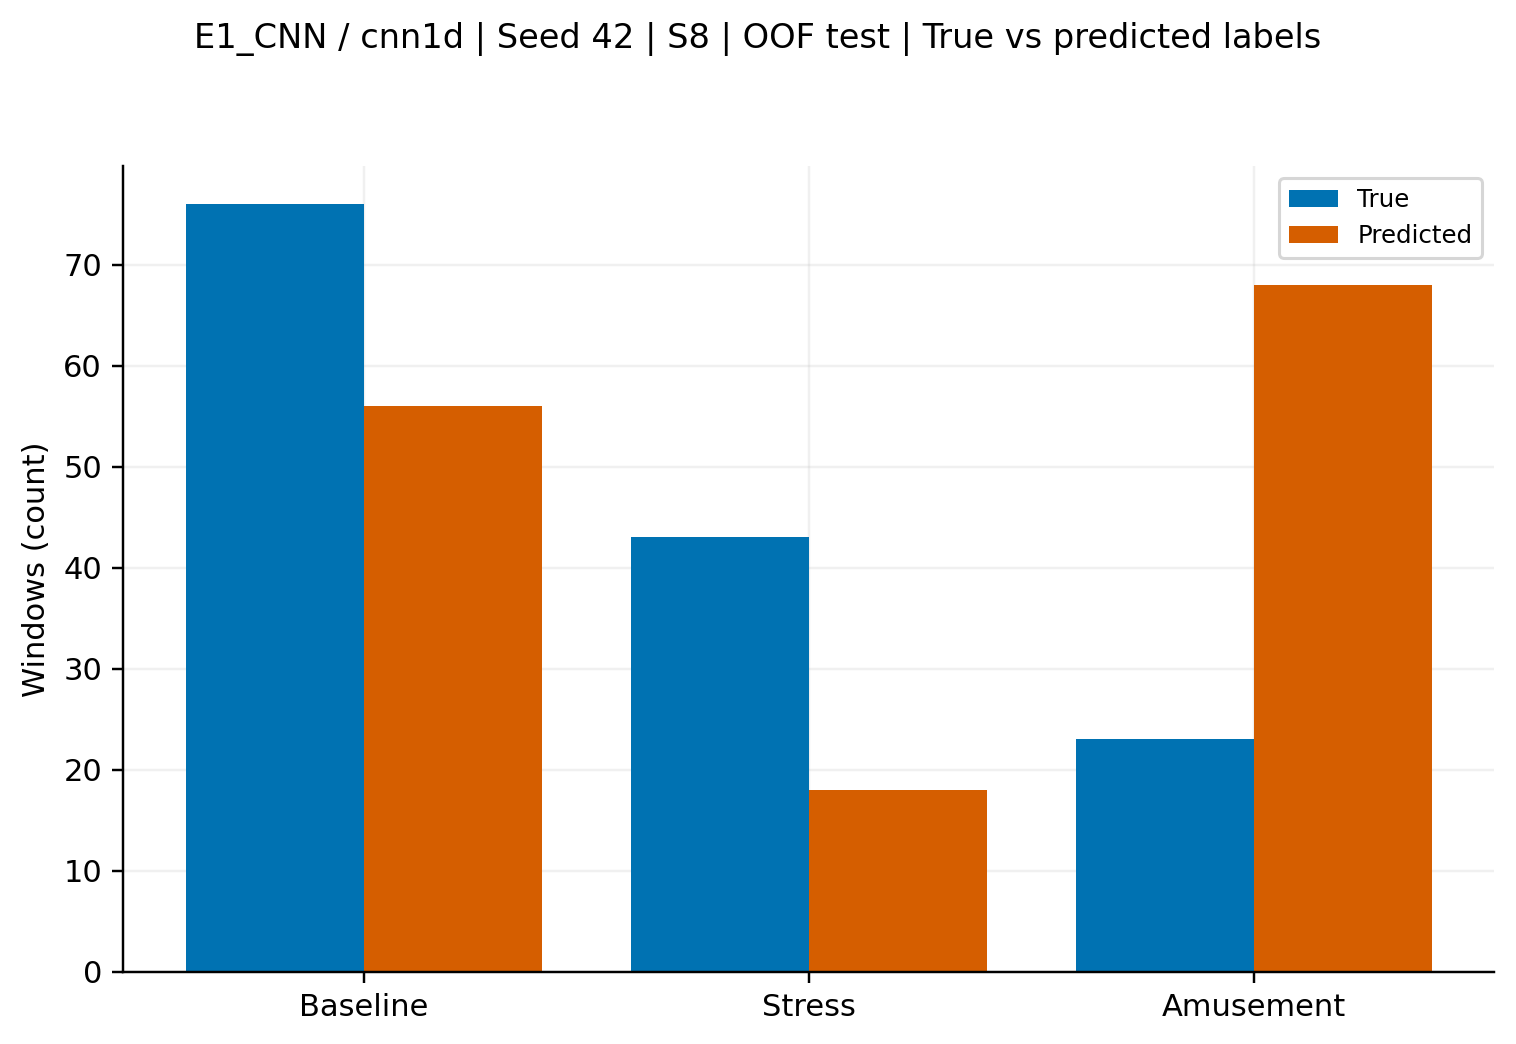 E1_CNN / cnn1d | Seed 42 | S8 | OOF test | True vs predicted labels
True
Predicted
Windows (count)
70
60
50
40
30
20
10
0
Baseline
Stress
Amusement